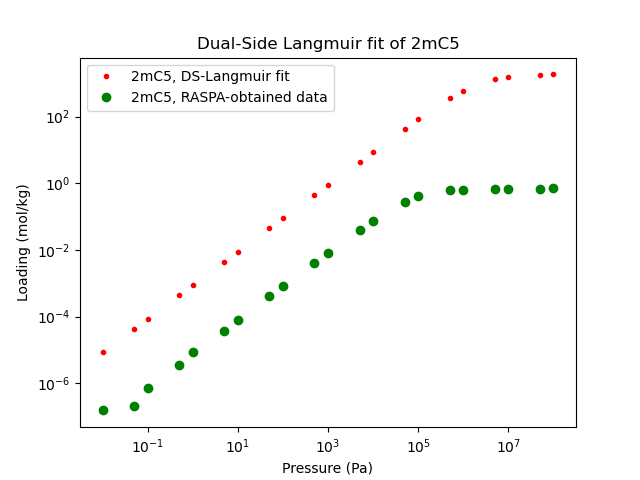 Dual-Side Langmuir fit of 2mC5
2mC5, DS-Langmuir fit
2mC5, RASPA-obtained data
Loading (mol/kg)
10²
10⁰
10⁻²
10⁻⁴
10⁻⁶
10⁻¹
10¹
10³
10⁵
10⁷
Pressure (Pa)